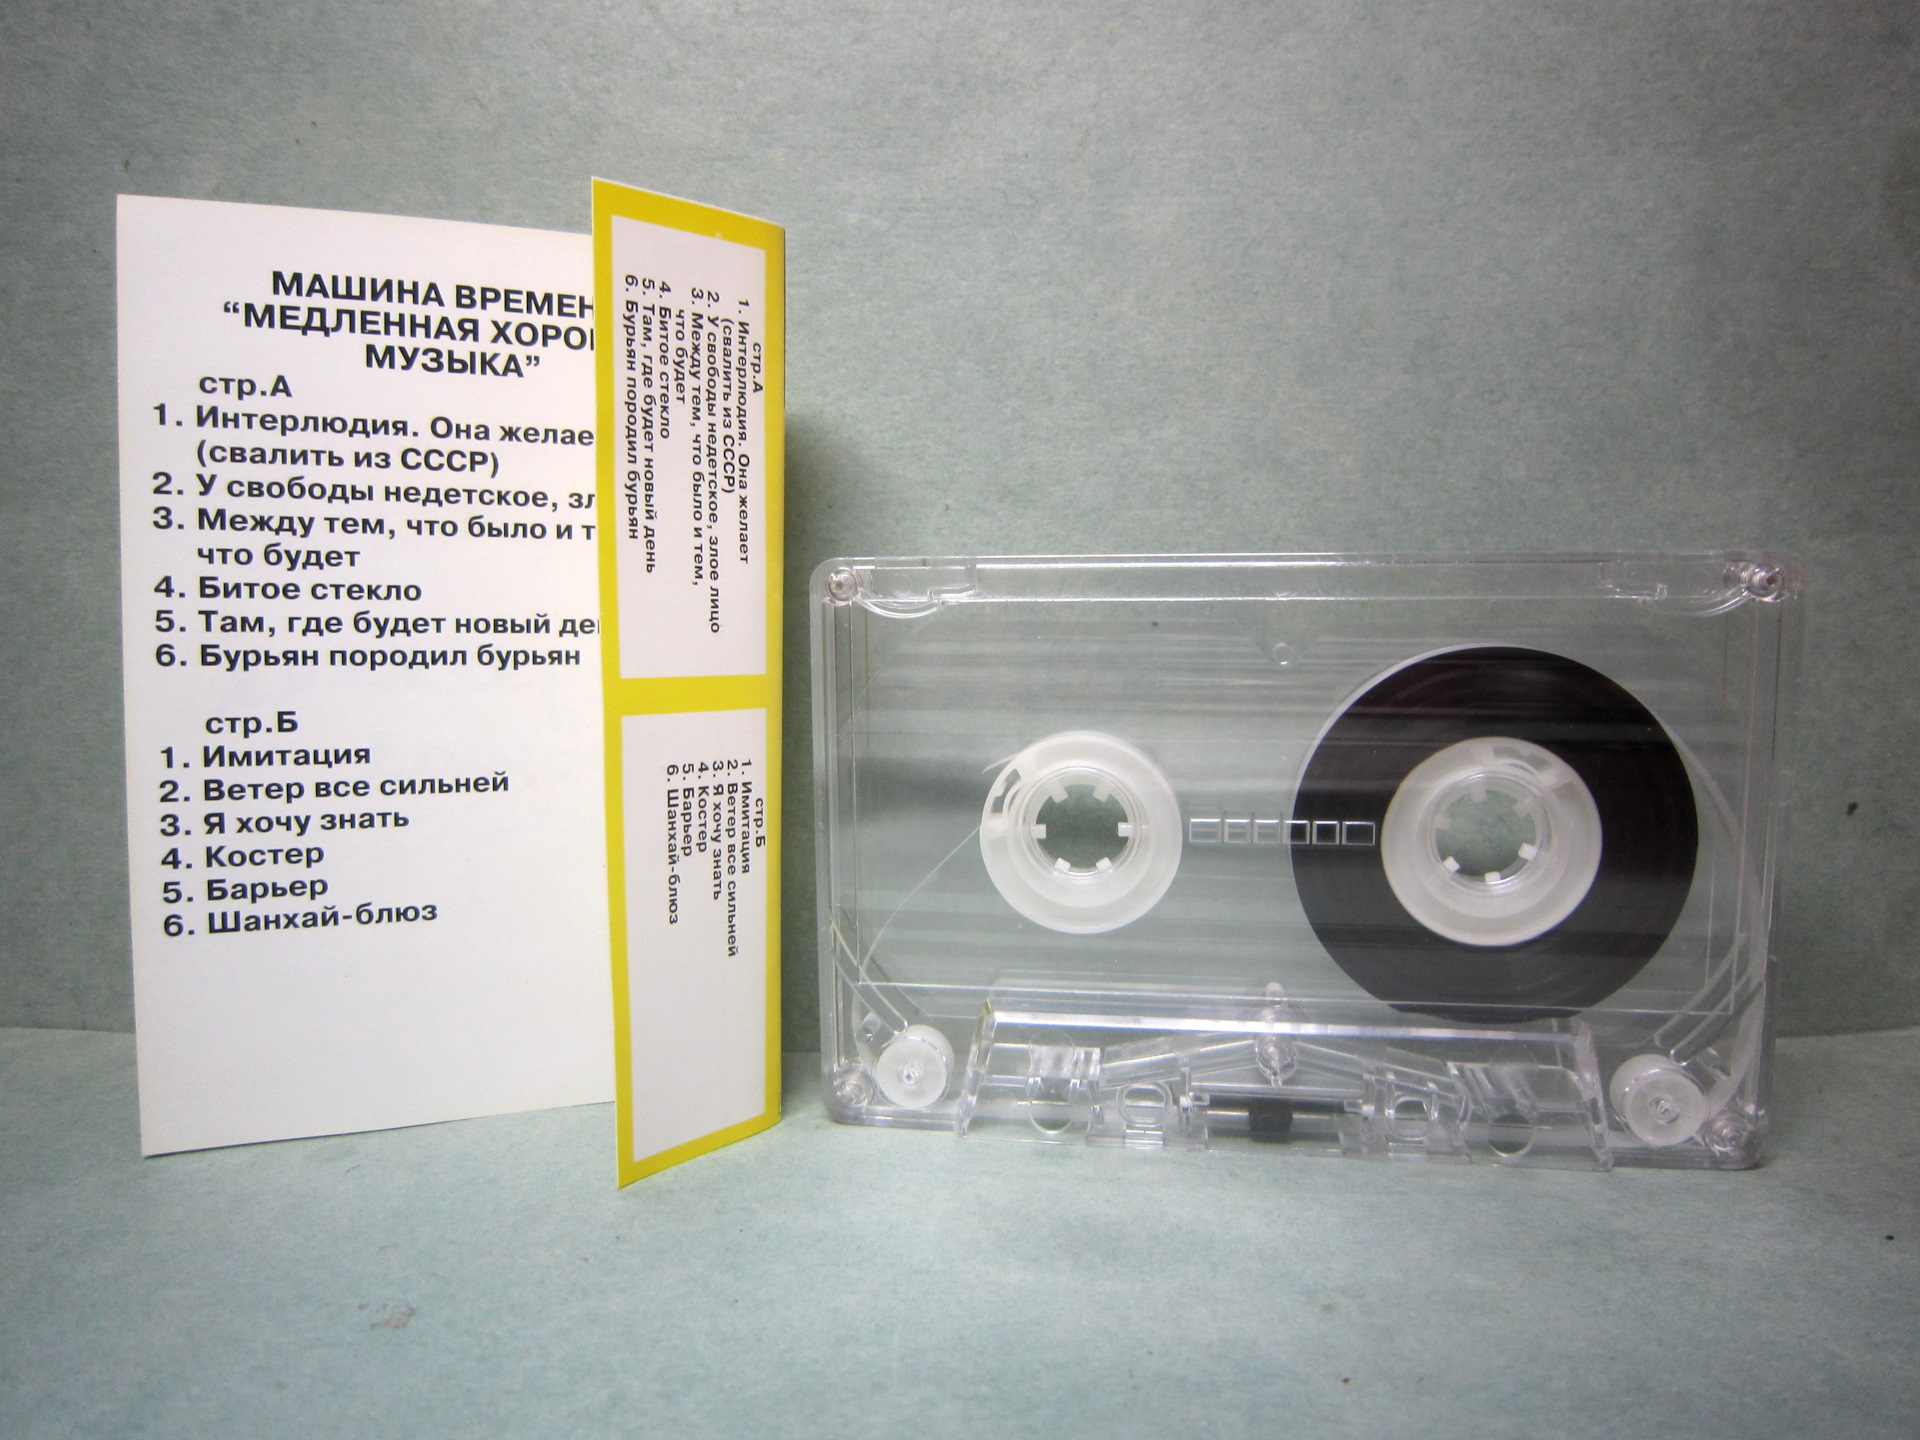 МАШИНА ВРЕМЕН
“МЕДЛЕННАЯ ХОРО
МУЗЫКА”
стр.А
1. Интерлюдия. Она желае
(свалить из СССР)
2. У свободы недетское, зл
3. Между тем, что было и т
что будет
4. Битое стекло
5. Там, где будет новый де
6. Бурьян породил бурьян
стр.Б
1. Имитация
2. Ветер все сильней
3. Я хочу знать
4. Костер
5. Барьер
6. Шанхай-блюз
стр.А
1. Интерлюдия. Она желает
(свалить из СССР)
2. У свободы недетское, злое лицо
3. Между тем, что было и тем,
что будет
4. Битое стекло
5. Там, где будет новый день
6. Бурьян породил бурьян
стр.Б
1. Имитация
2. Ветер все сильней
3. Я хочу знать
4. Костер
5. Барьер
6. Шанхай-блюз